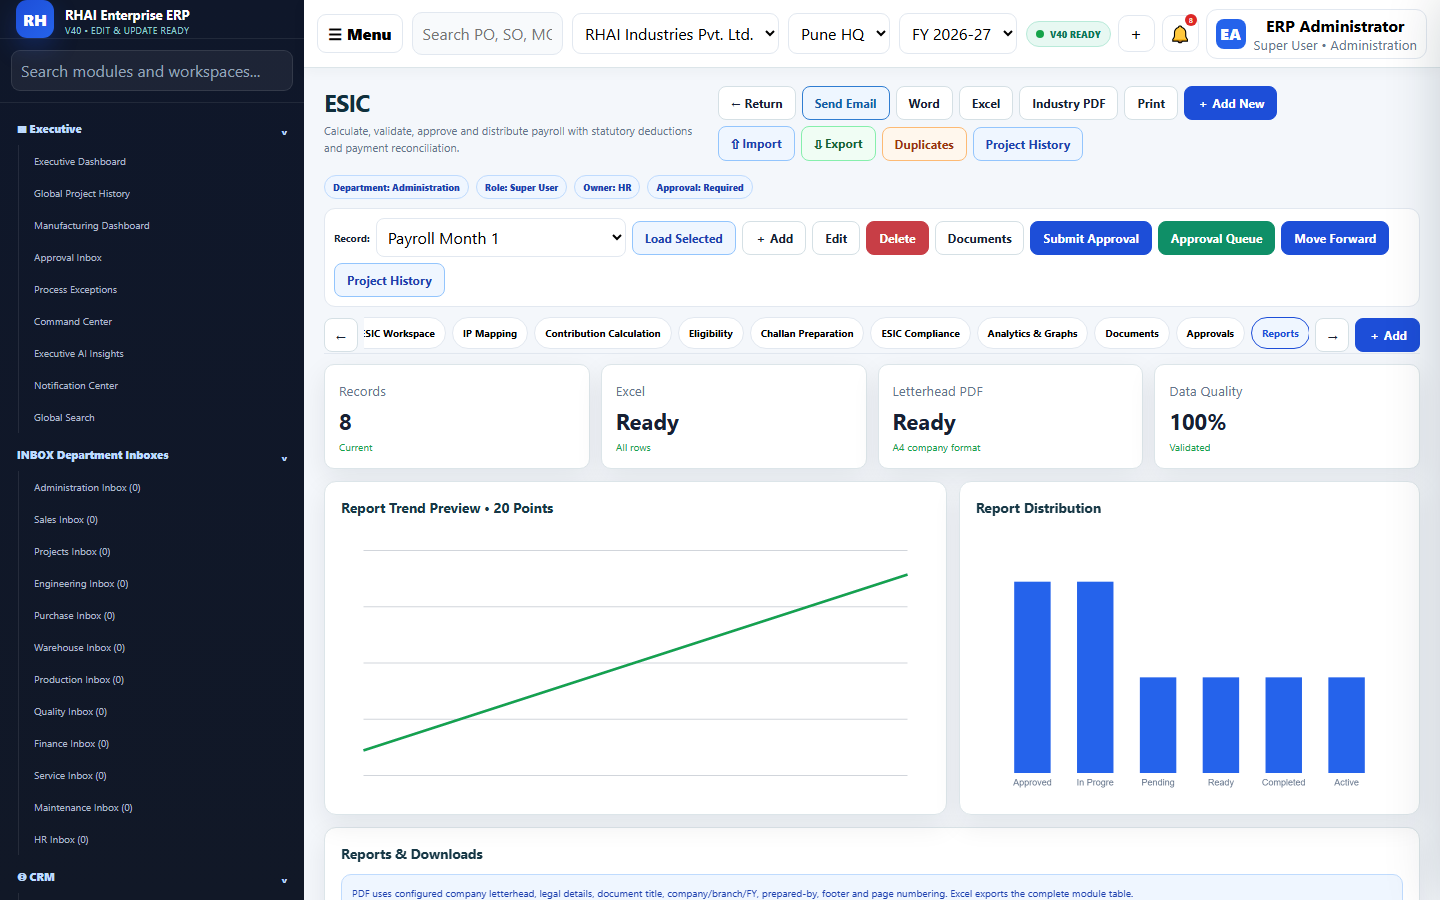 RH
RHAI Enterprise ERP
V40 • EDIT & UPDATE READY
Search modules and workspaces...
Executive
Executive Dashboard
Global Project History
Manufacturing Dashboard
Approval Inbox
Process Exceptions
Command Center
Executive AI Insights
Notification Center
Global Search
INBOX Department Inboxes
Administration Inbox (0)
Sales Inbox (0)
Projects Inbox (0)
Engineering Inbox (0)
Purchase Inbox (0)
Warehouse Inbox (0)
Production Inbox (0)
Quality Inbox (0)
Finance Inbox (0)
Service Inbox (0)
Maintenance Inbox (0)
HR Inbox (0)
CRM
☰ Menu
Search PO, SO, MC
RHAI Industries Pvt. Ltd.
Pune HQ
FY 2026-27
V40 READY
+
8
EA
ERP Administrator
Super User • Administration
ESIC
Calculate, validate, approve and distribute payroll with statutory deductions
and payment reconciliation.
← Return
Send Email
Word
Excel
Industry PDF
Print
+ Add New
⇧ Import
⇩ Export
Duplicates
Project History
Department: Administration
Role: Super User
Owner: HR
Approval: Required
Record:
Payroll Month 1
Load Selected
+ Add
Edit
Delete
Documents
Submit Approval
Approval Queue
Move Forward
Project History
←
ESIC Workspace
IP Mapping
Contribution Calculation
Eligibility
Challan Preparation
ESIC Compliance
Analytics & Graphs
Documents
Approvals
Reports
→
+ Add
Records
8
Current
Excel
Ready
All rows
Letterhead PDF
Ready
A4 company format
Data Quality
100%
Validated
Report Trend Preview • 20 Points
Report Distribution
Approved
In Progre
Pending
Ready
Completed
Active
Reports & Downloads
PDF uses configured company letterhead, legal details, document title, company/branch/FY, prepared-by, footer and page numbering. Excel exports the complete module table.